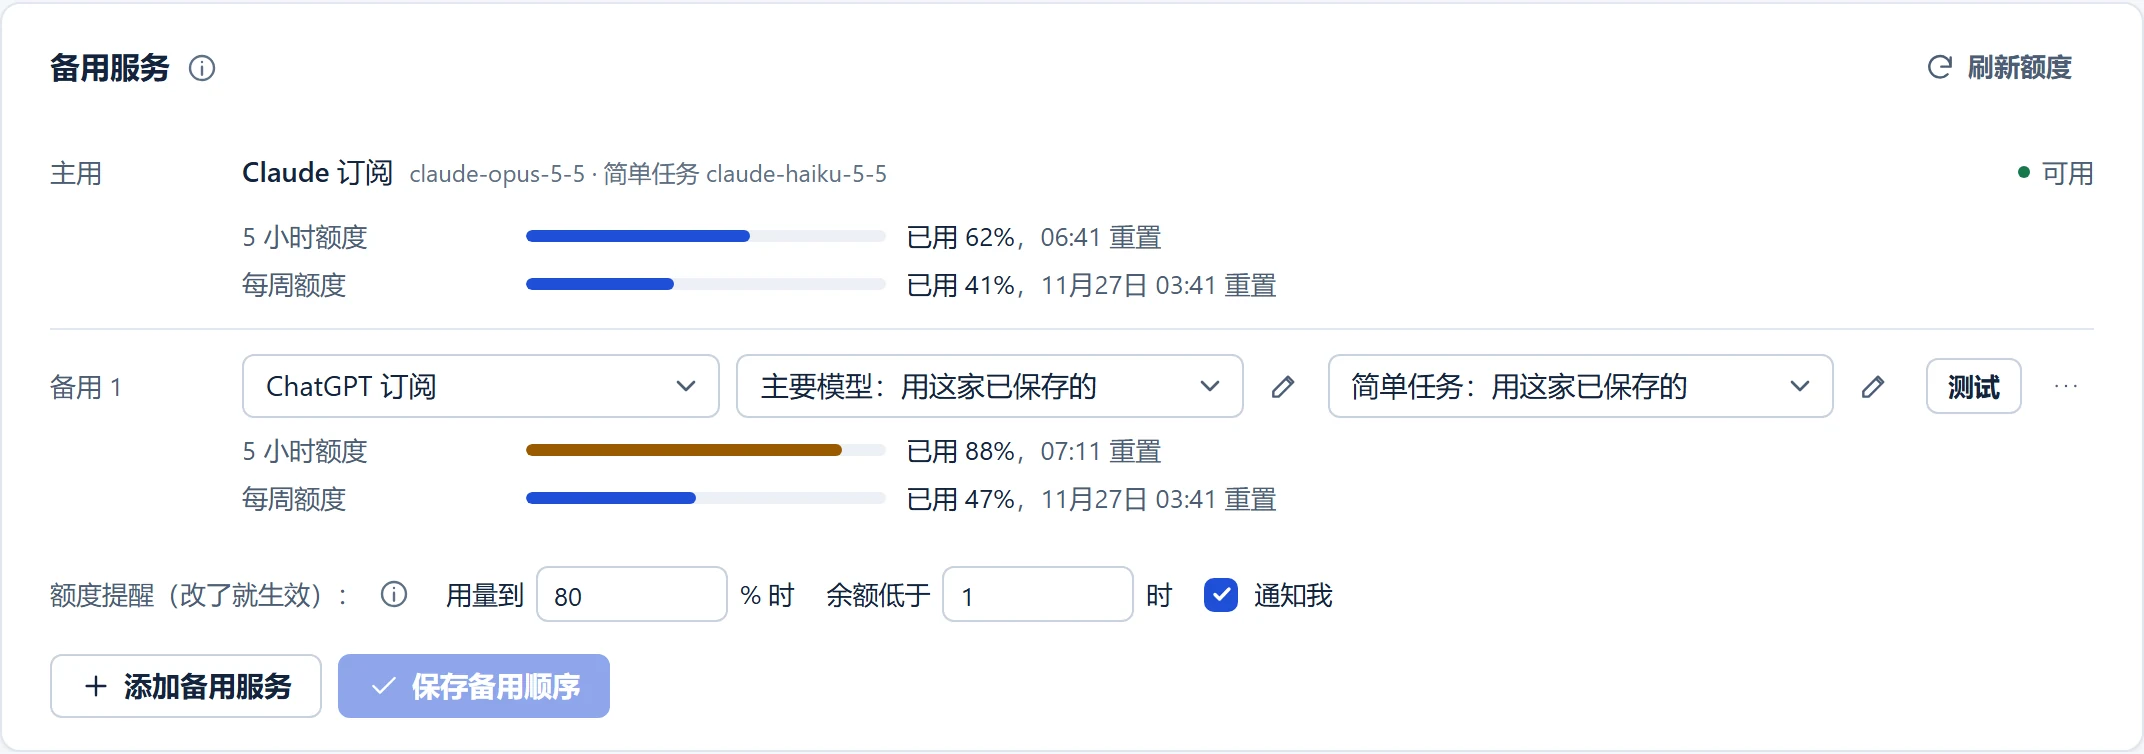 备用服务
刷新额度
主用 Claude 订阅 claude-opus-5-5 · 简单任务 claude-haiku-5-5 可用
5 小时额度 已用 62%，06:41 重置
每周额度 已用 41%，11月27日 03:41 重置
备用 1 ChatGPT 订阅 主要模型：用这家已保存的 简单任务：用这家已保存的 测试 ···
5 小时额度 已用 88%，07:11 重置
每周额度 已用 47%，11月27日 03:41 重置
额度提醒（改了就生效）： 用量到 80 % 时 余额低于 1 时 通知我
添加备用服务 保存备用顺序